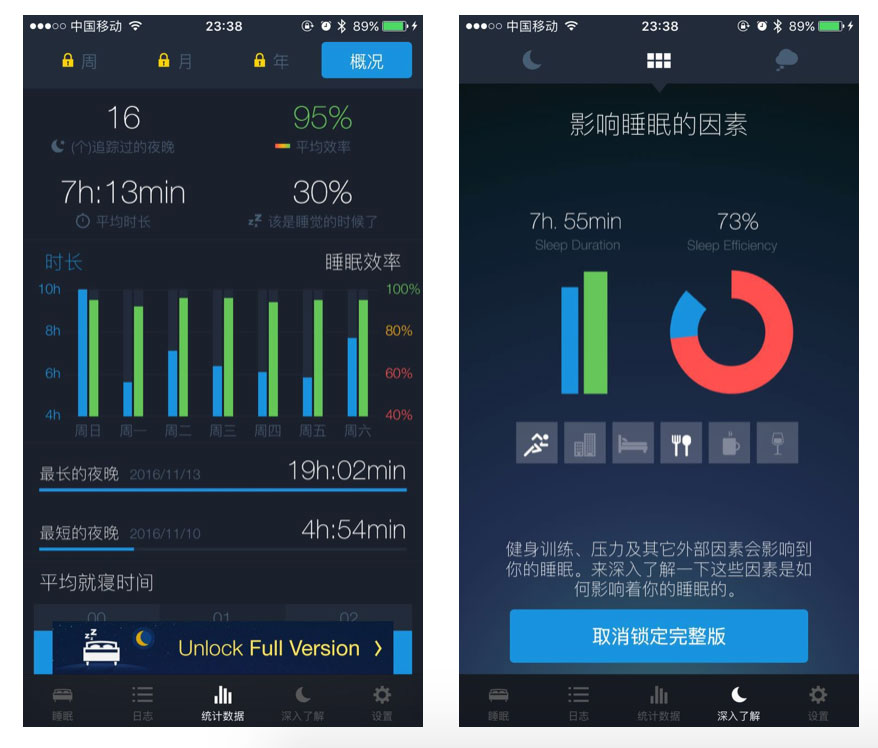 中国移动 23:38 89%
周 月 年 概况
16 95%
(个)追踪过的夜晚 平均效率
7h:13min 30%
平均时长 该是睡觉的时候了
时长 睡眠效率
10h 100%
8h 80%
6h 60%
4h 40%
周日 周一 周二 周三 周四 周五 周六
最长的夜晚 2016/11/13 19h:02min
最短的夜晚 2016/11/10 4h:54min
平均就寝时间
00 01 02
Unlock Full Version >
睡眠 日志 统计数据 深入了解 设置
中国移动 23:38 89%
影响睡眠的因素
7h. 55min 73%
Sleep Duration Sleep Efficiency
健身训练、压力及其它外部因素会影响到
你的睡眠。来深入了解一下这些因素是如
何影响着你的睡眠的。
取消锁定完整版
睡眠 日志 统计数据 深入了解 设置